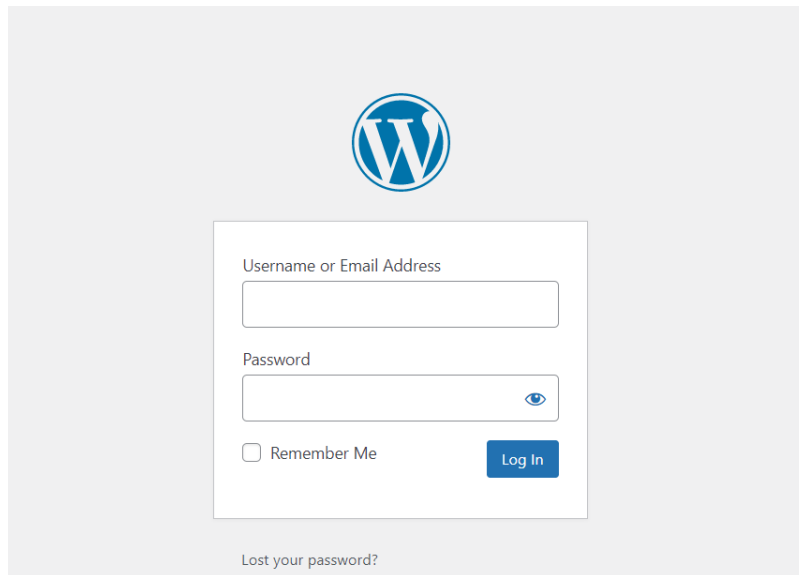 Username or Email Address
Password
Remember Me
Log In
Lost your password?